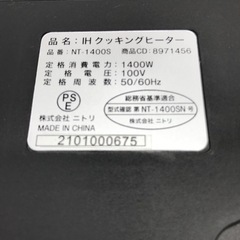 品 名：IHクッキングヒーター
品 番：NT-1400S 商品CD：8971456
定格消費電力：1400W
定 格 電 圧：100V
定格周波数：50/60Hz
PS
E
総務省基準適合
型式確認 第 NT-1400SN 号
株式会社 ニトリ
株式会社 ニトリ
MADE IN CHINA
2101000675